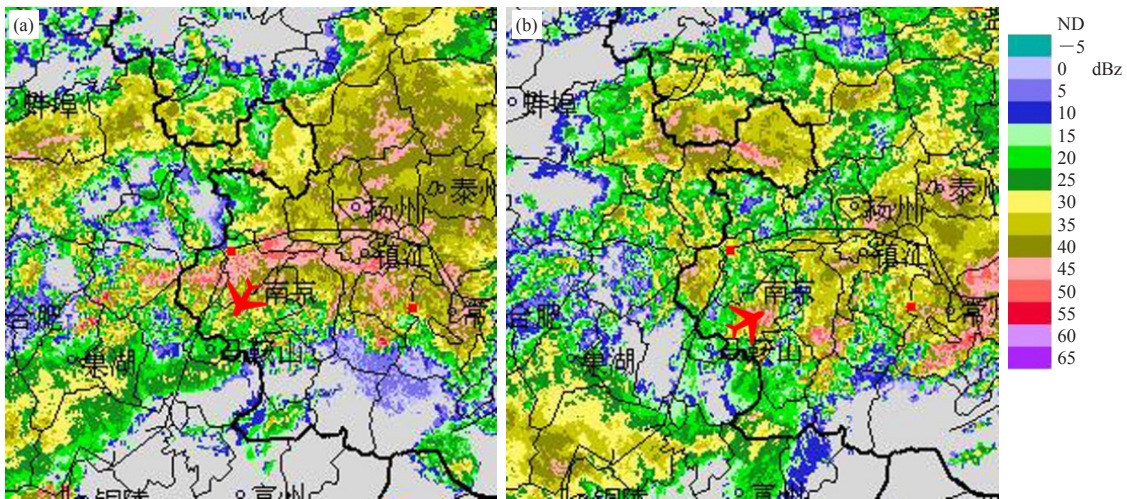 (a)
蚌埠
泰州
扬州
镇江
南京
合肥
马鞍山
巢湖
铜陵
(b)
蚌埠
泰州
扬州
镇江
南京
合肥
马鞍山
巢湖
ND
−5
0 dBz
5
10
15
20
25
30
35
40
45
50
55
60
65